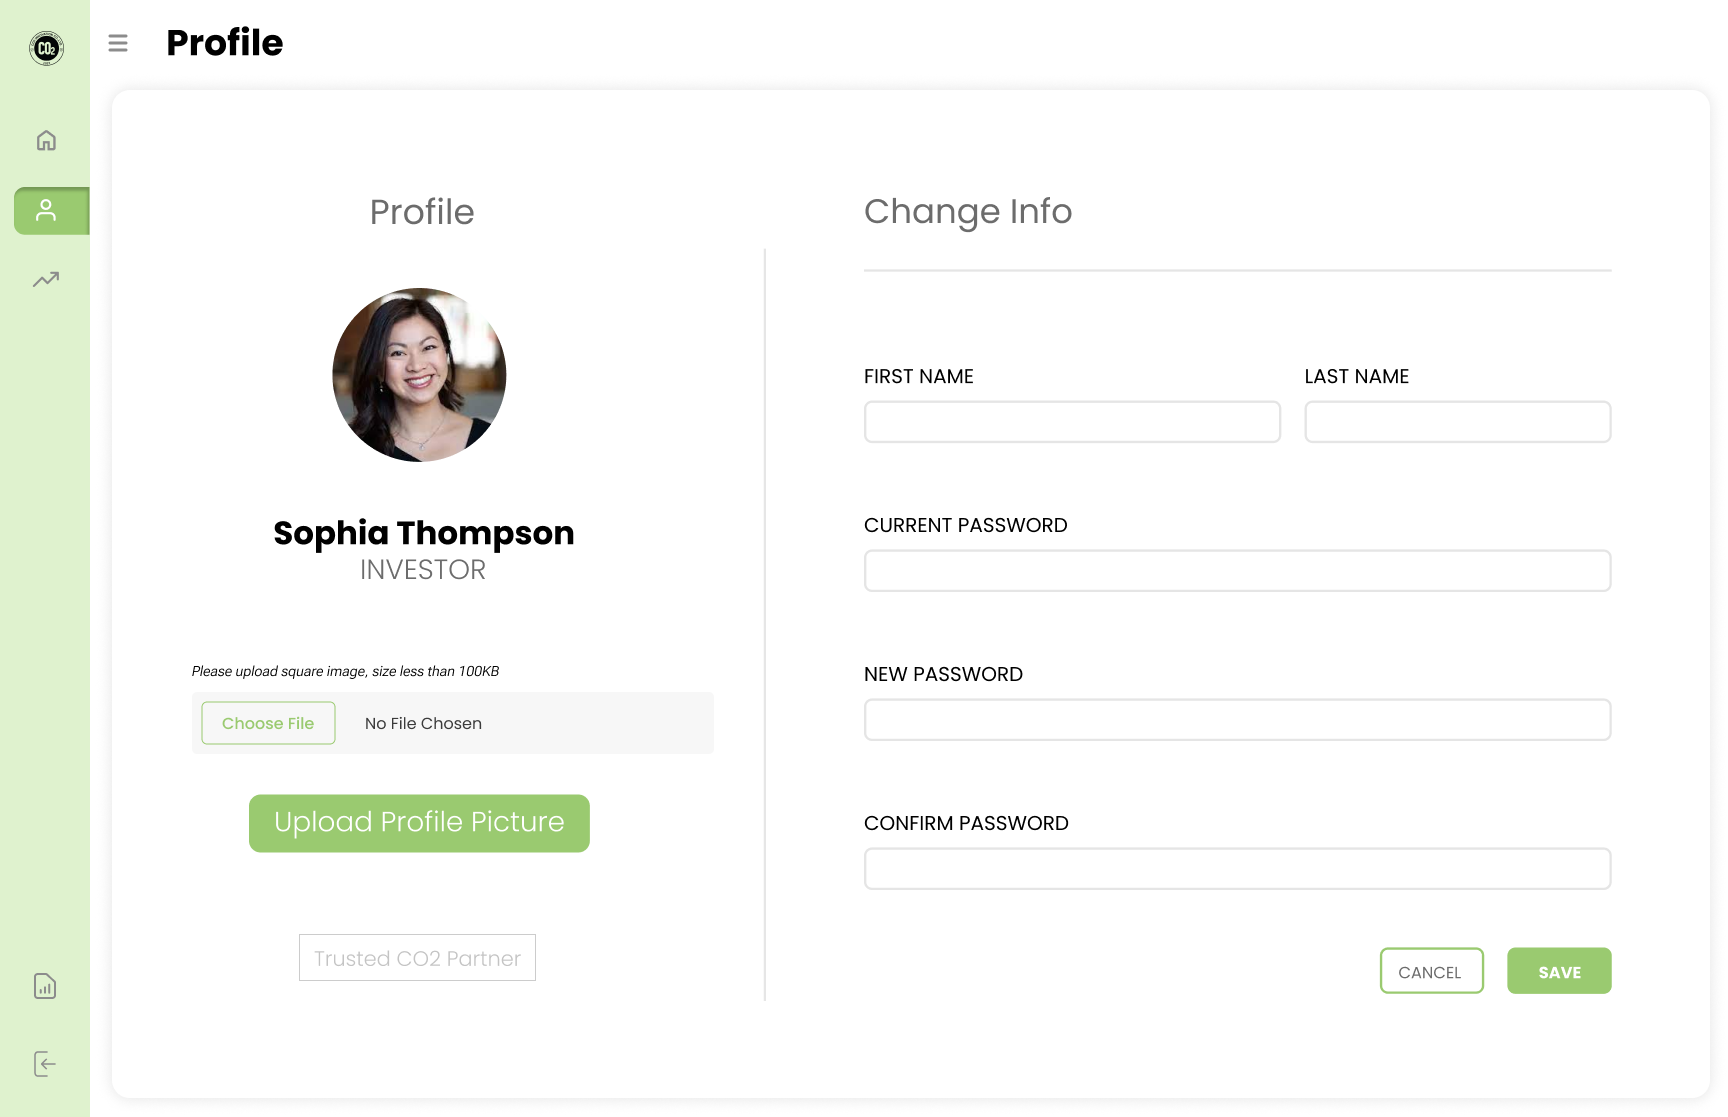 CO2
Profile
Profile
Sophia Thompson
INVESTOR
Please upload square image, size less than 100KB
Choose File
No File Chosen
Upload Profile Picture
Trusted CO2 Partner
Change Info
FIRST NAME
LAST NAME
CURRENT PASSWORD
NEW PASSWORD
CONFIRM PASSWORD
CANCEL
SAVE